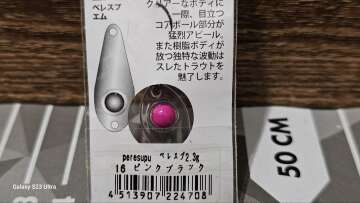 ペレスプ
エム
クリアーなボディに
一際、目立つ
コアボール部分が
猛烈アピール。
また樹脂ボディが
放つ独特な波動は
スレたトラウトを
魅了します。
peresupu ペレスプ2.3g
16 ピンクブラック
4513907224708
50 CM
Galaxy S23 Ultra